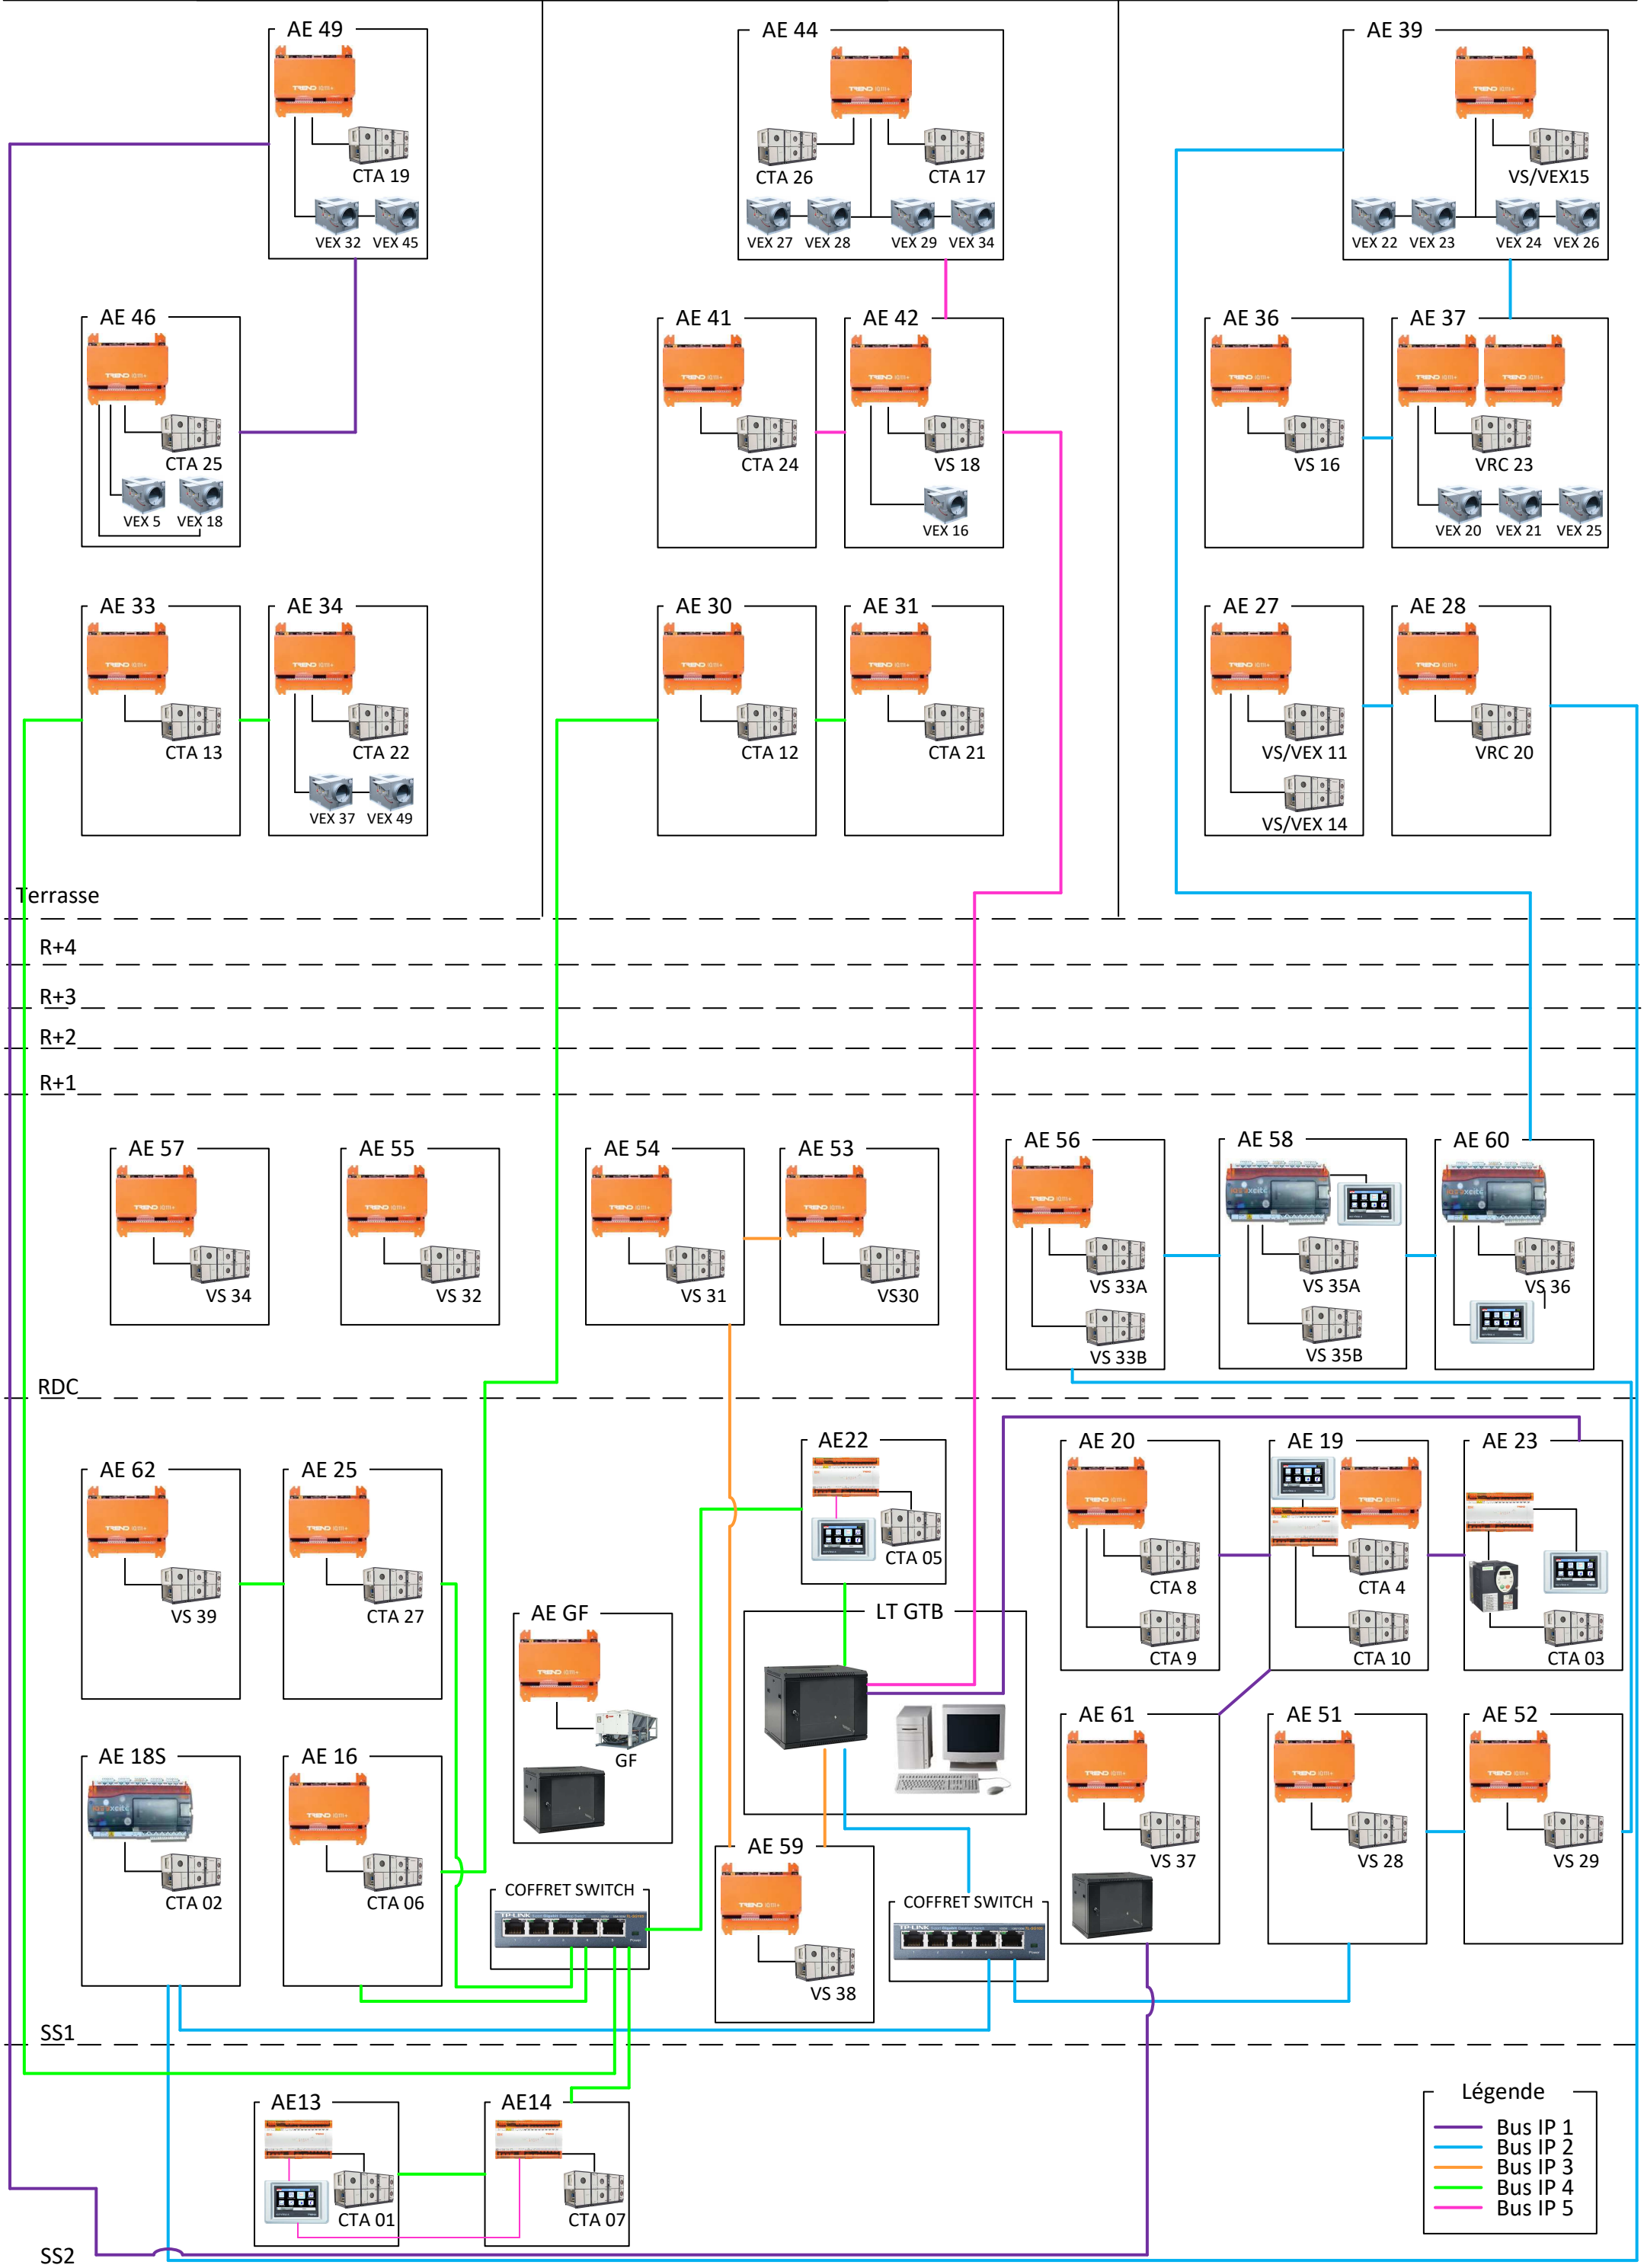 AE 49
AE 44
AE 39
TREND IQ111+
TREND IQ111+
TREND IQ111+
CTA 19
CTA 26
CTA 17
VS/VEX15
VEX 32 VEX 45
VEX 27 VEX 28 VEX 29 VEX 34
VEX 22 VEX 23 VEX 24 VEX 26
AE 46
AE 41
AE 42
AE 36
AE 37
CTA 25
CTA 24
VS 18
VS 16
VRC 23
VEX 5 VEX 18
VEX 16
VEX 20 VEX 21 VEX 25
AE 33
AE 34
AE 30
AE 31
AE 27
AE 28
CTA 13
CTA 22
CTA 12
CTA 21
VS/VEX 11
VRC 20
VEX 37 VEX 49
VS/VEX 14
Terrasse
R+4
R+3
R+2
R+1
AE 57
AE 55
AE 54
AE 53
AE 56
AE 58
AE 60
VS 34
VS 32
VS 31
VS30
VS 33A
VS 35A
VS 36
VS 33B
VS 35B
RDC
AE 62
AE 25
AE22
AE 20
AE 19
AE 23
CTA 05
VS 39
CTA 27
CTA 8
CTA 4
AE GF
LT GTB
CTA 9
CTA 10
CTA 03
GF
AE 61
AE 51
AE 52
AE 18S
AE 16
AE 59
VS 37
VS 28
VS 29
CTA 02
CTA 06
COFFRET SWITCH
TP-LINK
COFFRET SWITCH
TP-LINK
VS 38
SS1
AE13
AE14
CTA 01
CTA 07
SS2
Légende
Bus IP 1
Bus IP 2
Bus IP 3
Bus IP 4
Bus IP 5